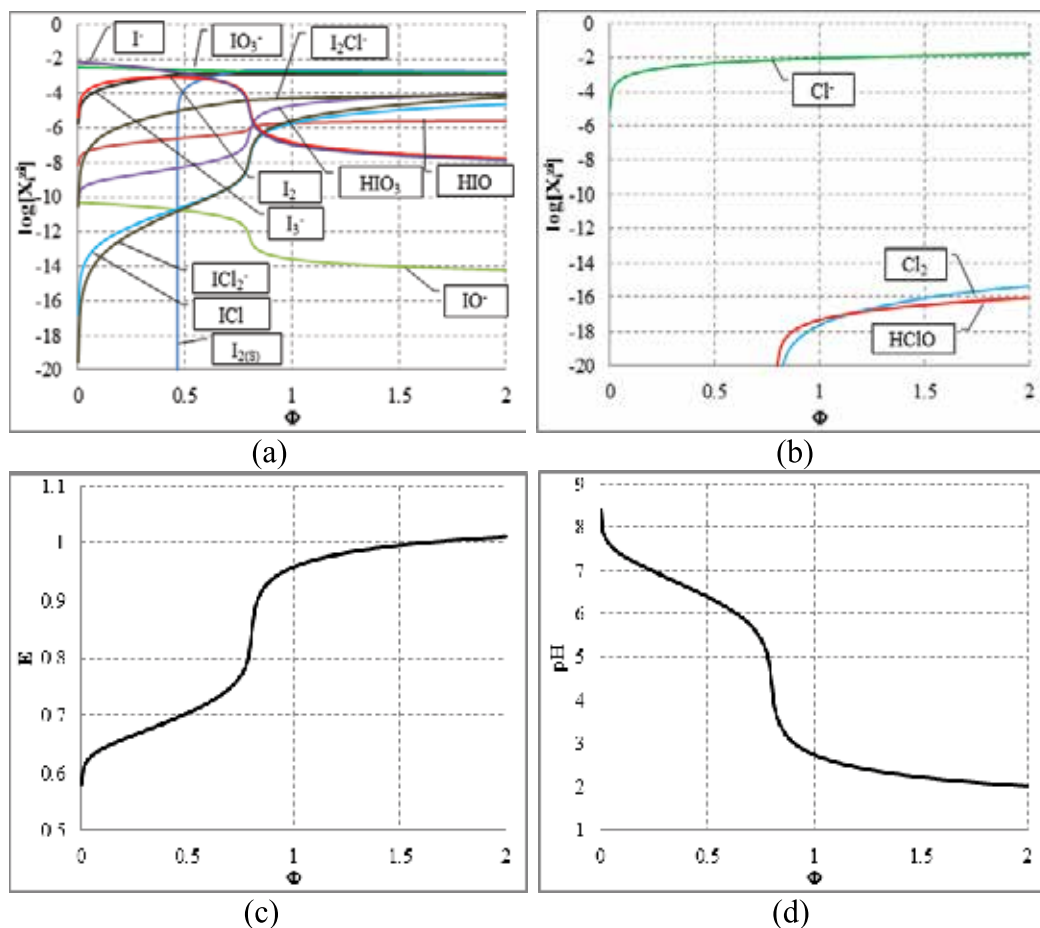 I⁻
IO₃⁻
I₂Cl⁻
I₂
HIO₃
HIO
I₃⁻
ICl₂⁻
ICl
I₂₍S₎
IO⁻
log[Xᵢᶻⁱ]
0
-2
-4
-6
-8
-10
-12
-14
-16
-18
-20
0 0.5 1 1.5 2
Φ
(a)
Cl⁻
Cl₂
HClO
log[Xᵢᶻⁱ]
0
-2
-4
-6
-8
-10
-12
-14
-16
-18
-20
0 0.5 1 1.5 2
Φ
(b)
E
1.1
1
0.9
0.8
0.7
0.6
0.5
0 0.5 1 1.5 2
Φ
(c)
pH
9
8
7
6
5
4
3
2
1
0 0.5 1 1.5 2
Φ
(d)